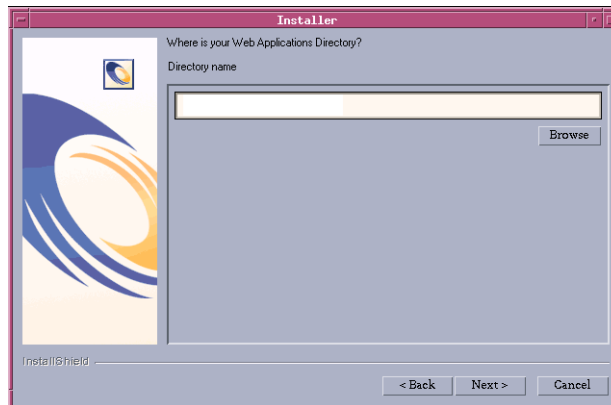 Installer
Where is your Web Applications Directory?
Directory name
Browse
InstallShield
< Back
Next >
Cancel